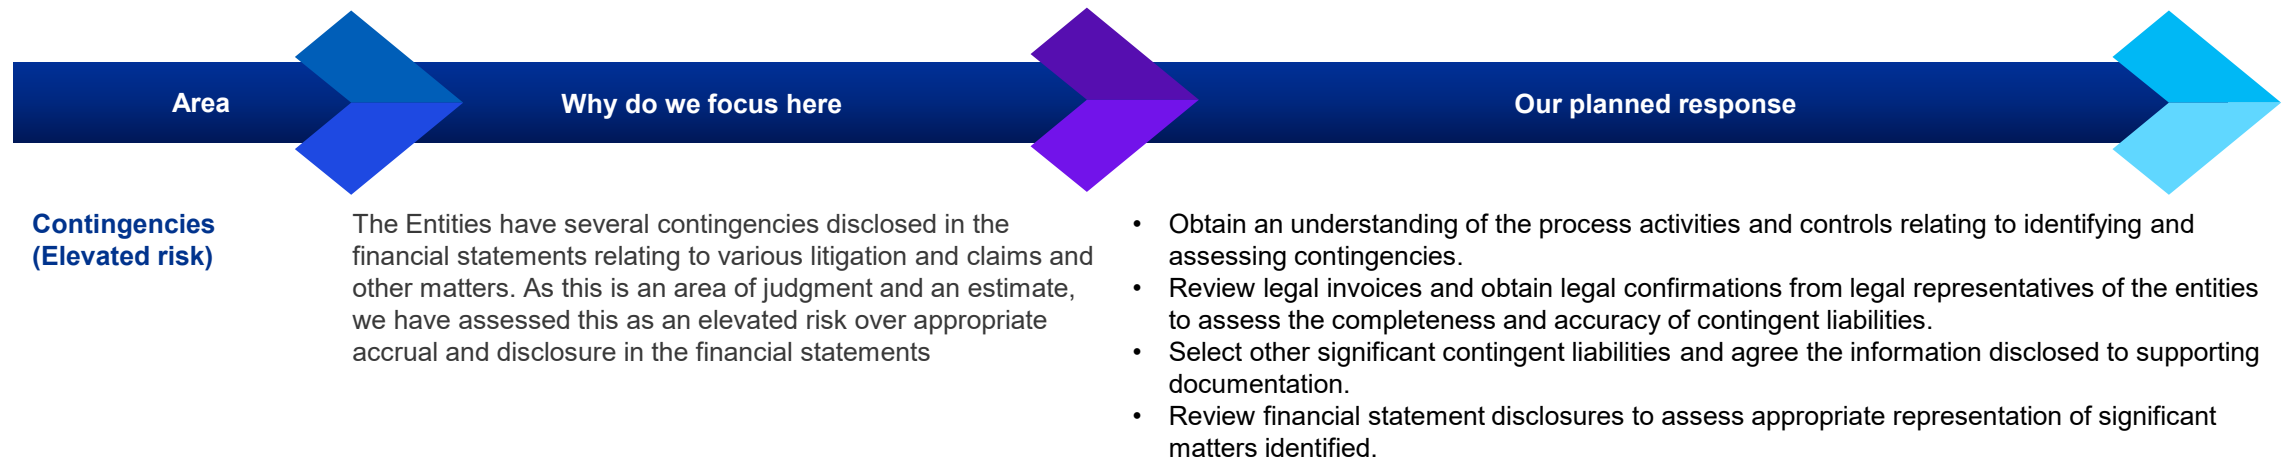 Area
Why do we focus here
Our planned response
Contingencies
(Elevated risk)
The Entities have several contingencies disclosed in the
financial statements relating to various litigation and claims and
other matters. As this is an area of judgment and an estimate,
we have assessed this as an elevated risk over appropriate
accrual and disclosure in the financial statements
• Obtain an understanding of the process activities and controls relating to identifying and
assessing contingencies.
• Review legal invoices and obtain legal confirmations from legal representatives of the entities
to assess the completeness and accuracy of contingent liabilities.
• Select other significant contingent liabilities and agree the information disclosed to supporting
documentation.
• Review financial statement disclosures to assess appropriate representation of significant
matters identified.